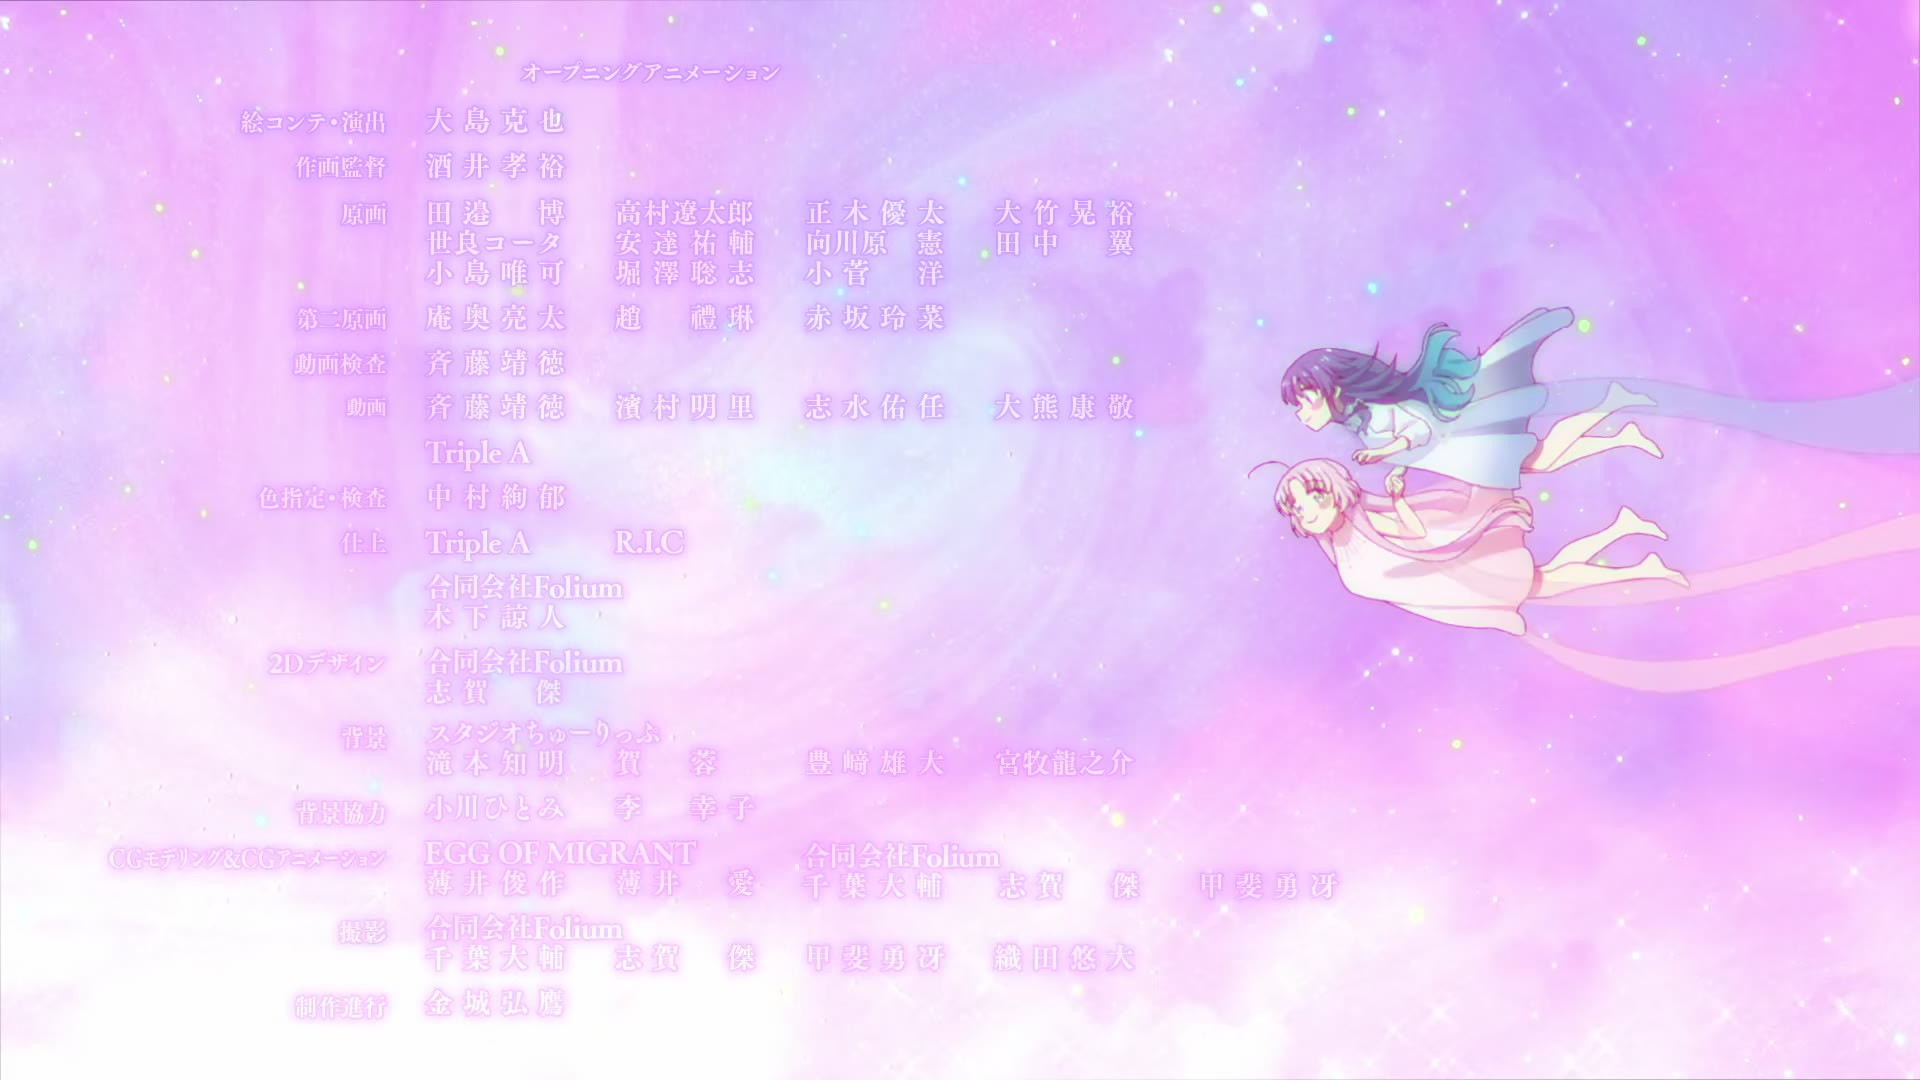 オープニングアニメーション
絵コンテ・演出 大島克也
作画監督 酒井孝裕
原画 田邉 博 高村遼太郎 正木優太 大竹晃裕
世良コータ 安達祐輔 向川原 憲 田中 翼
小島唯可 堀澤聡志 小菅 洋
第二原画 庵奥亮太 趙 禮琳 赤坂玲菜
動画検査 斉藤靖徳
動画 斉藤靖徳 濱村明里 志水佑任 大熊康敬
Triple A
色指定・検査 中村絢郁
仕上 Triple A R.I.C
合同会社Folium
木下諒人
2Dデザイン 合同会社Folium
志賀 傑
背景 スタジオちゅーりっぷ
滝本知明 賀 蓉 豊﨑雄大 宮牧龍之介
背景協力 小川ひとみ 李 幸子
CGモデリング&CGアニメーション EGG OF MIGRANT 合同会社Folium
薄井俊作 薄井 愛 千葉大輔 志賀 傑 甲斐勇冴
撮影 合同会社Folium
千葉大輔 志賀 傑 甲斐勇冴 織田悠大
制作進行 金城弘鷹